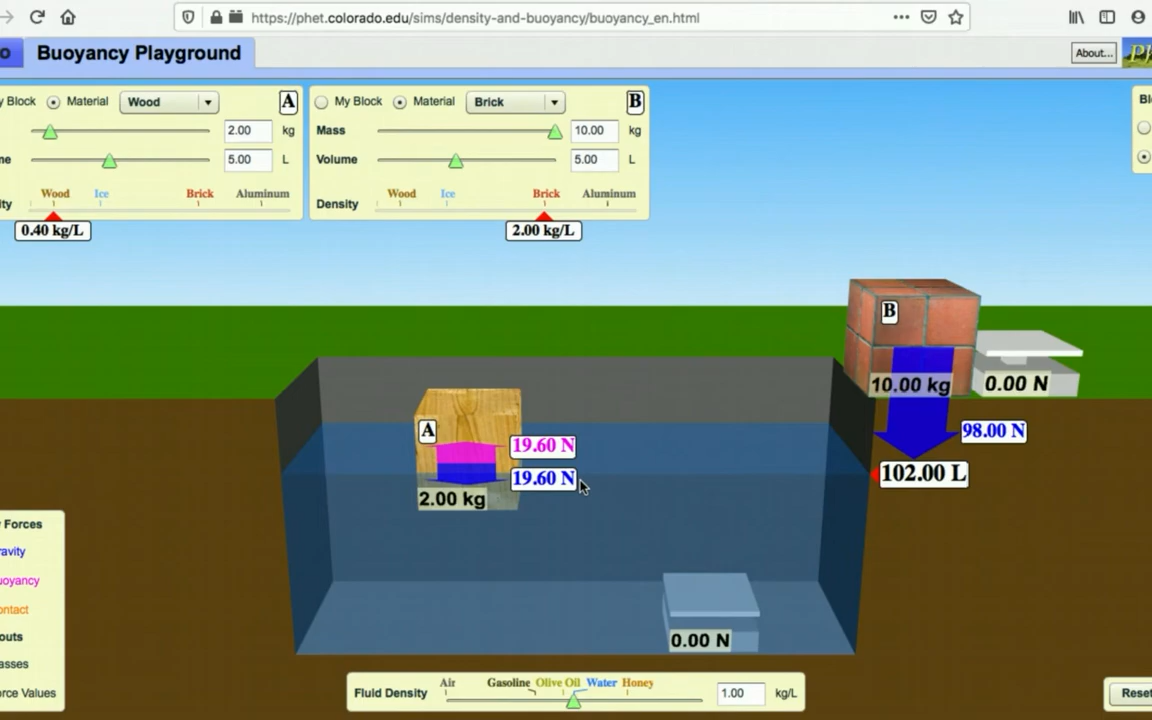 https://phet.colorado.edu/sims/density-and-buoyancy/buoyancy_en.html
o Buoyancy Playground
About...
Ph
y Block Material Wood A
2.00 kg
ne 5.00 L
Wood Ice Brick Aluminum
ity
0.40 kg/L
My Block Material Brick B
Mass 10.00 kg
Volume 5.00 L
Wood Ice Brick Aluminum
Density
2.00 kg/L
Bl
B
10.00 kg
0.00 N
98.00 N
102.00 L
A
19.60 N
19.60 N
2.00 kg
0.00 N
Forces
ravity
uoyancy
ontact
outs
asses
orce Values
Air Gasoline Olive Oil Water Honey
Fluid Density 1.00 kg/L
Reset